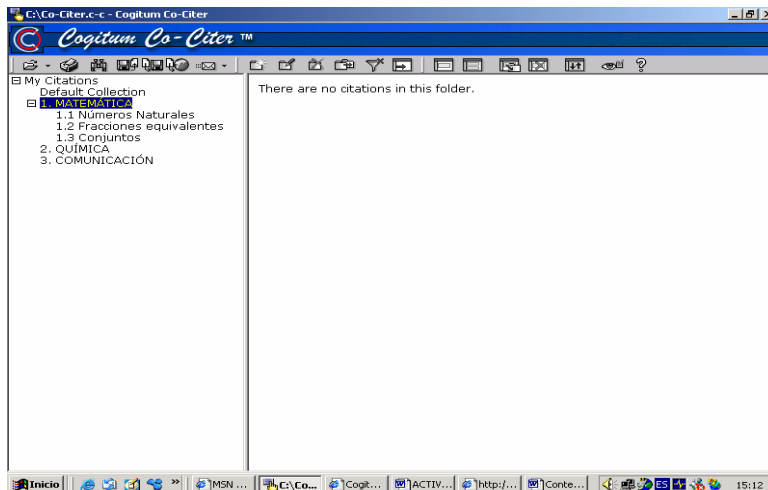 C:\Co-Citer.c-c - Cogitum Co-Citer
Cogitum Co-Citer TM
My Citations
Default Collection
1. MATEMÁTICA
1.1 Números Naturales
1.2 Fracciones equivalentes
1.3 Conjuntos
2. QUÍMICA
3. COMUNICACIÓN
There are no citations in this folder.
Inicio MSN ... C:\Co... Cogit... ACTIV... http:/... Conte... ES 15:12